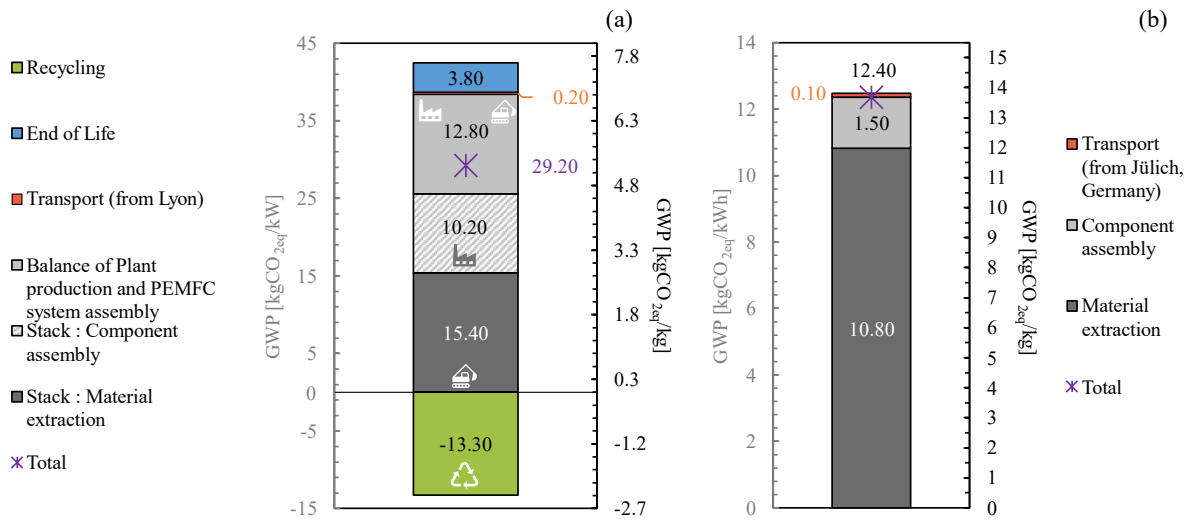 (a)
Recycling
End of Life
Transport (from Lyon)
Balance of Plant
production and PEMFC
system assembly
Stack : Component
assembly
Stack : Material
extraction
Total
GWP [kgCO2eq/kW]
45
35
25
15
5
0
-5
-15
3.80
0.20
12.80
29.20
10.20
15.40
-13.30
7.8
6.3
4.8
3.3
1.8
0.3
-1.2
-2.7
GWP [kgCO2eq/kg]
(b)
GWP [kgCO2eq/kWh]
14
12
10
8
6
4
2
0
12.40
0.10
1.50
10.80
15
14
13
12
11
10
9
8
7
6
5
4
3
2
1
0
GWP [kgCO2eq/kg]
Transport
(from Jülich,
Germany)
Component
assembly
Material
extraction
Total